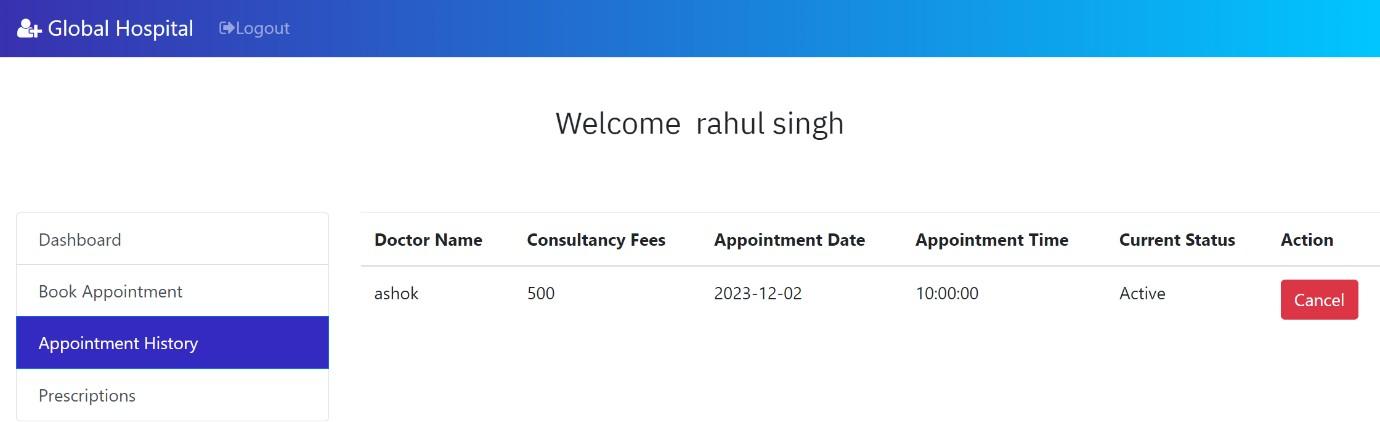 Global Hospital Logout
Welcome rahul singh
Dashboard
Book Appointment
Appointment History
Prescriptions
Doctor Name Consultancy Fees Appointment Date Appointment Time Current Status Action
ashok 500 2023-12-02 10:00:00 Active Cancel